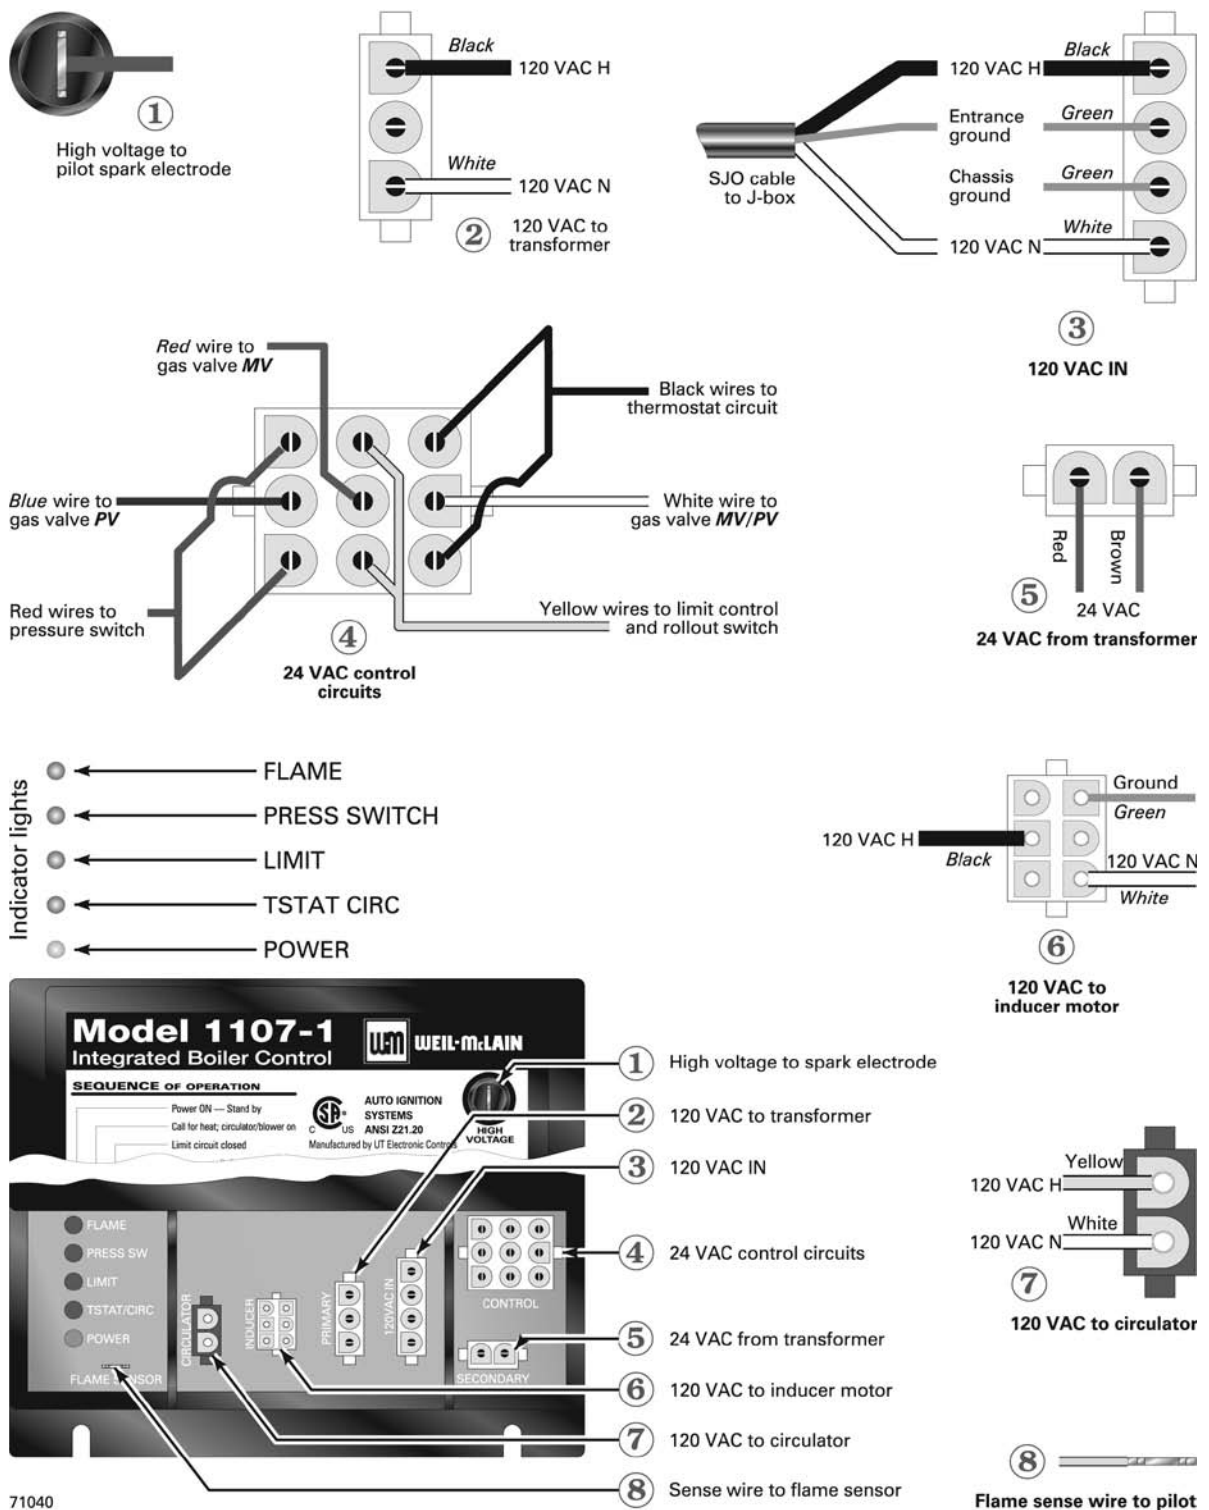 1
High voltage to
pilot spark electrode
Black
120 VAC H
White
120 VAC N
2
120 VAC to
transformer
SJO cable
to J-box
120 VAC H
Black
Entrance
ground
Green
Chassis
ground
Green
120 VAC N
White
3
120 VAC IN
Red wire to
gas valve MV
Black wires to
thermostat circuit
Blue wire to
gas valve PV
White wire to
gas valve MV/PV
Red wires to
pressure switch
Yellow wires to limit control
and rollout switch
4
24 VAC control
circuits
Red
Brown
5
24 VAC
24 VAC from transformer
Indicator lights
FLAME
PRESS SWITCH
LIMIT
TSTAT CIRC
POWER
Ground
Green
120 VAC H
Black
120 VAC N
White
6
120 VAC to
inducer motor
Model 1107-1
Integrated Boiler Control
WM WEIL-McLAIN
SEQUENCE OF OPERATION
Power ON — Stand by
Call for heat; circulator/blower on
Limit circuit closed
CSA
C US
AUTO IGNITION
SYSTEMS
ANSI Z21.20
Manufactured by UT Electronic Controls
HIGH
VOLTAGE
FLAME
PRESS SW
LIMIT
TSTAT/CIRC
POWER
FLAME SENSOR
CIRCULATOR
INDUCER
PRIMARY
120VAC IN
CONTROL
SECONDARY
1 High voltage to spark electrode
2 120 VAC to transformer
3 120 VAC IN
4 24 VAC control circuits
5 24 VAC from transformer
6 120 VAC to inducer motor
7 120 VAC to circulator
8 Sense wire to flame sensor
Yellow
120 VAC H
White
120 VAC N
7
120 VAC to circulator
8
Flame sense wire to pilot
71040